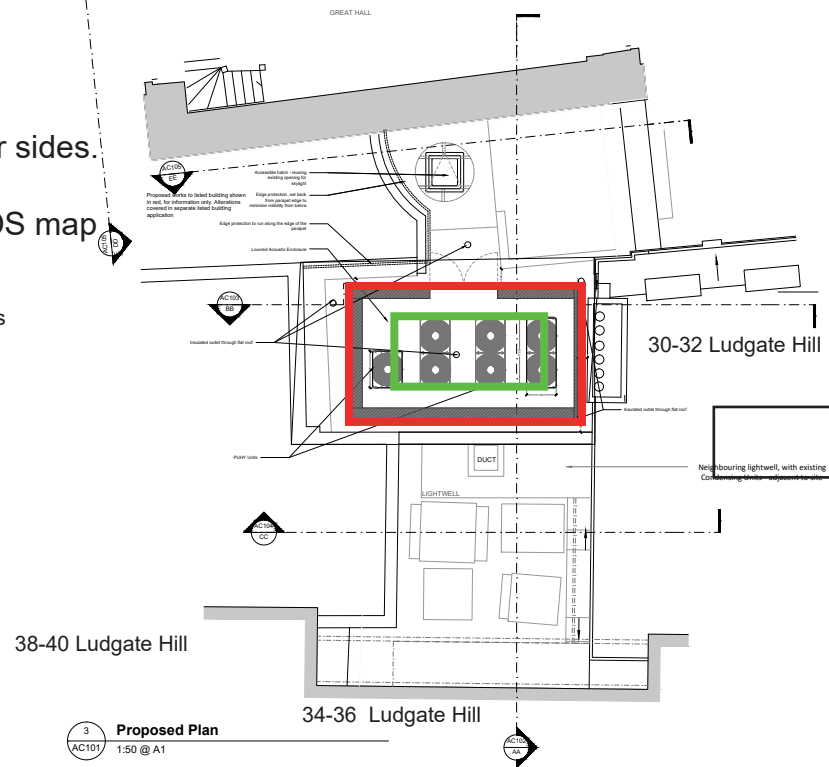 GREAT HALL
r sides.
OS map
s
AC105
EE
AC105
DD
Proposed works to listed building shown
in red, for information only. Alterations
covered in separate listed building
application
Accessible hatch - reusing
existing opening for
skylight
Edge protection, set back
from parapet edge to
minimise visibility from below
Edge protection to run along the edge of the
parapet
Louvred Acoustic Enclosure
AC103
BB
Insulated outlet through flat roof
30-32 Ludgate Hill
Insulated outlet through flat roof
PUHY Units
DUCT
Neighbouring lightwell, with existing
Condensing Units - adjacent to site
LIGHTWELL
AC104
CC
38-40 Ludgate Hill
34-36 Ludgate Hill
3
AC101
Proposed Plan
1:50 @ A1
AC102
AA